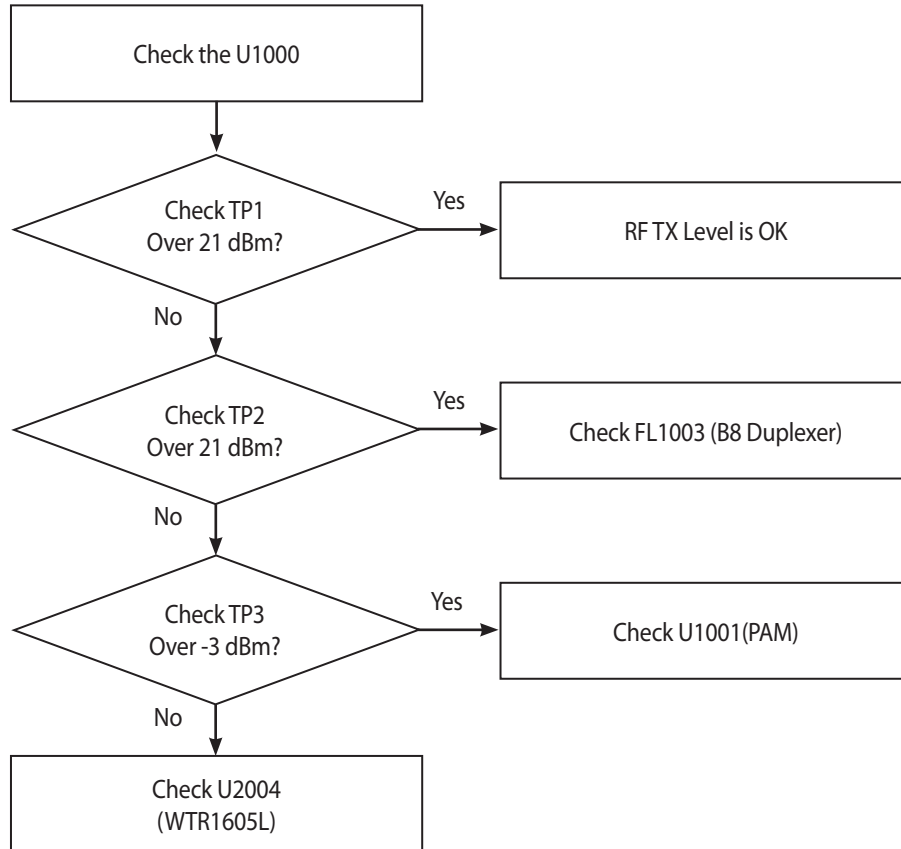 Check the U1000
Check TP1
Over 21 dBm?
Yes
RF TX Level is OK
No
Check TP2
Over 21 dBm?
Yes
Check FL1003 (B8 Duplexer)
No
Check TP3
Over -3 dBm?
Yes
Check U1001(PAM)
No
Check U2004
(WTR1605L)